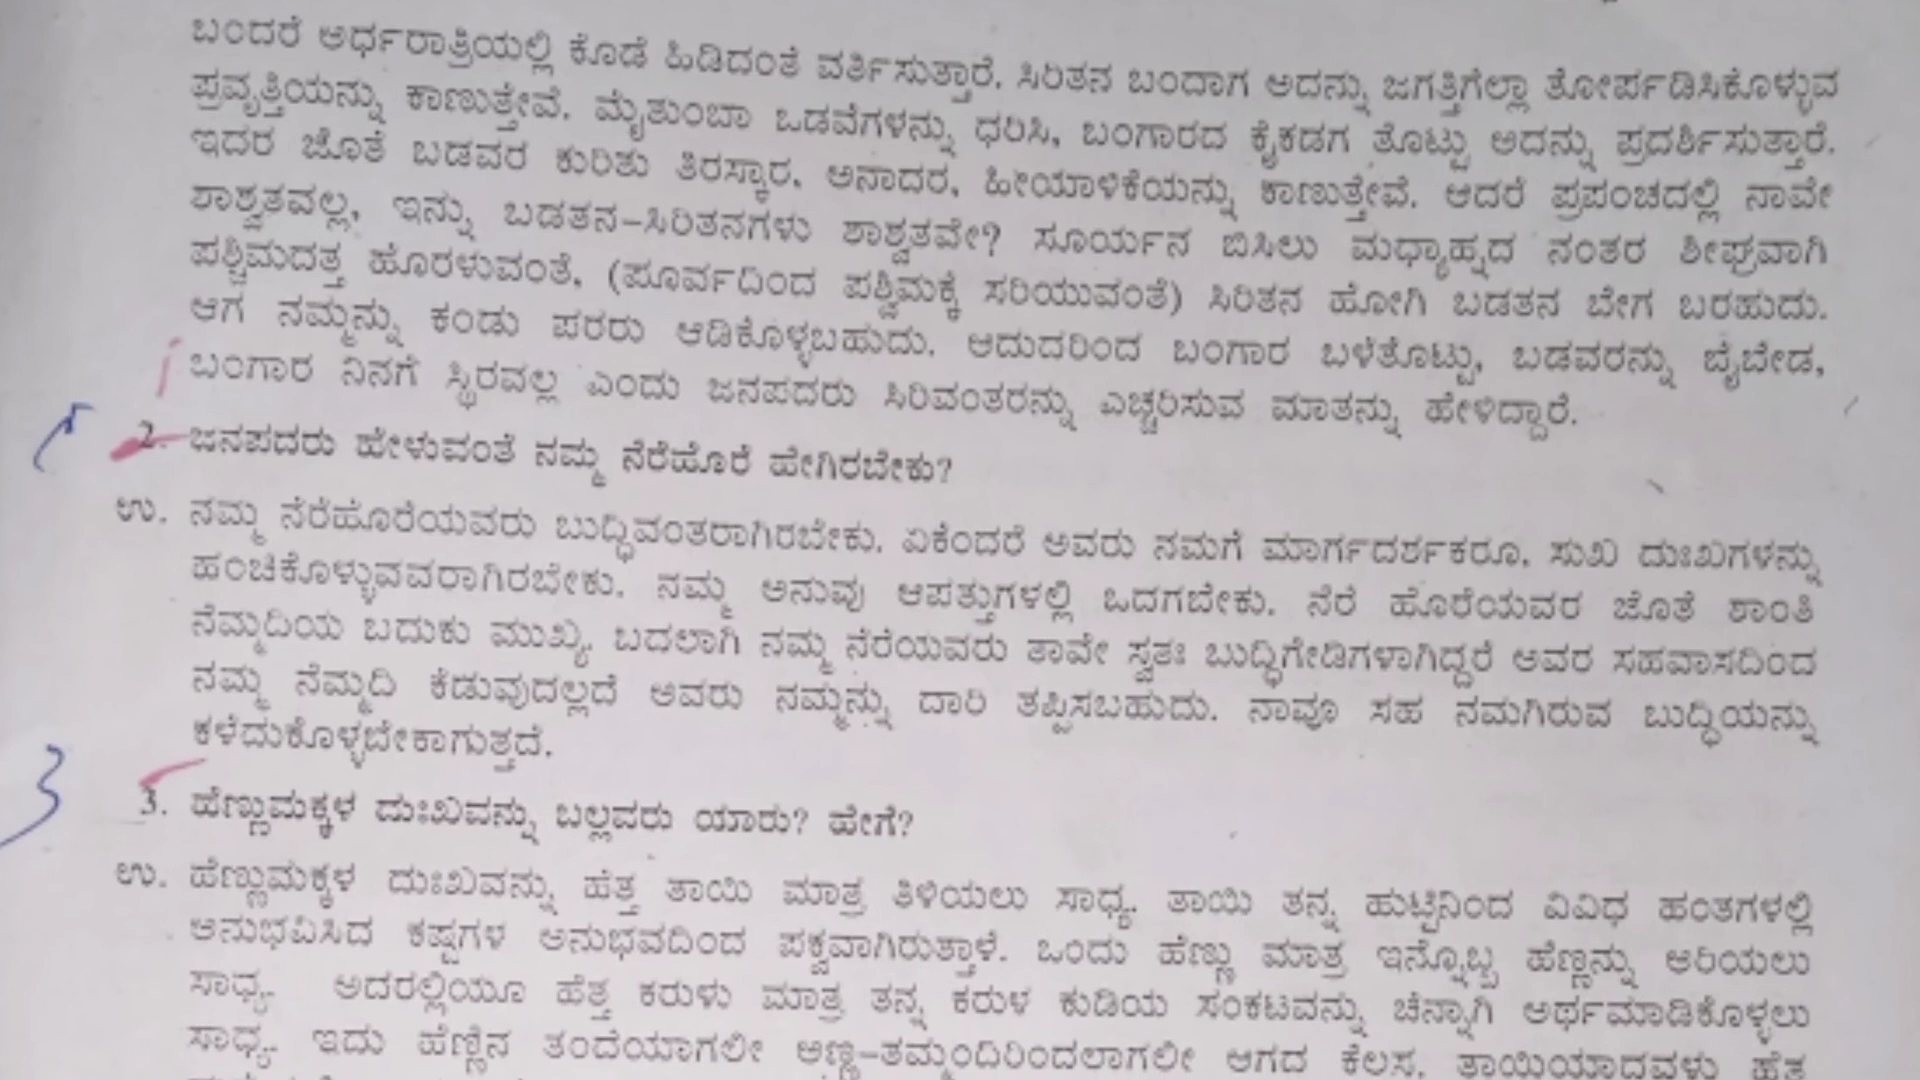 ಬಂದರೆ ಅರ್ಧರಾತ್ರಿಯಲ್ಲಿ ಕೊಡೆ ಹಿಡಿದಂತೆ ವರ್ತಿಸುತ್ತಾರೆ. ಸಿರಿತನ ಬಂದಾಗ ಅದನ್ನು ಜಗತ್ತಿಗೆಲ್ಲಾ ತೋರ್ಪಡಿಸಿಕೊಳ್ಳುವ
ಪ್ರವೃತ್ತಿಯನ್ನು ಕಾಣುತ್ತೇವೆ. ಮೈತುಂಬಾ ಒಡವೆಗಳನ್ನು ಧರಿಸಿ, ಬಂಗಾರದ ಕೈಕಡಗ ತೊಟ್ಟು ಅದನ್ನು ಪ್ರದರ್ಶಿಸುತ್ತಾರೆ.
ಇದರ ಜೊತೆ ಬಡವರ ಕುರಿತು ತಿರಸ್ಕಾರ, ಅನಾದರ, ಹೀಯಾಳಿಕೆಯನ್ನು ಕಾಣುತ್ತೇವೆ. ಆದರೆ ಪ್ರಪಂಚದಲ್ಲಿ ನಾವೇ
ಶಾಶ್ವತವಲ್ಲ, ಇನ್ನು ಬಡತನ-ಸಿರಿತನಗಳು ಶಾಶ್ವತವೇ? ಸೂರ್ಯನ ಬಿಸಿಲು ಮಧ್ಯಾಹ್ನದ ನಂತರ ಶೀಘ್ರವಾಗಿ
ಪಶ್ಚಿಮದತ್ತ ಹೊರಳುವಂತೆ, (ಪೂರ್ವದಿಂದ ಪಶ್ಚಿಮಕ್ಕೆ ಸರಿಯುವಂತೆ) ಸಿರಿತನ ಹೋಗಿ ಬಡತನ ಬೇಗ ಬರಹುದು.
ಆಗ ನಮ್ಮನ್ನು ಕಂಡು ಪರರು ಆಡಿಕೊಳ್ಳಬಹುದು. ಆದುದರಿಂದ ಬಂಗಾರ ಬಳೆತೊಟ್ಟು, ಬಡವರನ್ನು ಬೈಬೇಡ,
ಬಂಗಾರ ನಿನಗೆ ಸ್ಥಿರವಲ್ಲ ಎಂದು ಜನಪದರು ಸಿರಿವಂತರನ್ನು ಎಚ್ಚರಿಸುವ ಮಾತನ್ನು ಹೇಳಿದ್ದಾರೆ.
2. ಜನಪದರು ಹೇಳುವಂತೆ ನಮ್ಮ ನೆರೆಹೊರೆ ಹೇಗಿರಬೇಕು?
ಉ. ನಮ್ಮ ನೆರೆಹೊರೆಯವರು ಬುದ್ಧಿವಂತರಾಗಿರಬೇಕು. ಏಕೆಂದರೆ ಅವರು ನಮಗೆ ಮಾರ್ಗದರ್ಶಕರೂ, ಸುಖ ದುಃಖಗಳನ್ನು
ಹಂಚಿಕೊಳ್ಳುವವರಾಗಿರಬೇಕು. ನಮ್ಮ ಅನುವು ಆಪತ್ತುಗಳಲ್ಲಿ ಒದಗಬೇಕು. ನೆರೆ ಹೊರೆಯವರ ಜೊತೆ ಶಾಂತಿ
ನೆಮ್ಮದಿಯ ಬದುಕು ಮುಖ್ಯ. ಬದಲಾಗಿ ನಮ್ಮ ನೆರೆಯವರು ತಾವೇ ಸ್ವತಃ ಬುದ್ಧಿಗೇಡಿಗಳಾಗಿದ್ದರೆ ಅವರ ಸಹವಾಸದಿಂದ
ನಮ್ಮ ನೆಮ್ಮದಿ ಕೆಡುವುದಲ್ಲದೆ ಅವರು ನಮ್ಮನ್ನು ದಾರಿ ತಪ್ಪಿಸಬಹುದು. ನಾವೂ ಸಹ ನಮಗಿರುವ ಬುದ್ಧಿಯನ್ನು
ಕಳೆದುಕೊಳ್ಳಬೇಕಾಗುತ್ತದೆ.
3
3. ಹೆಣ್ಣುಮಕ್ಕಳ ದುಃಖವನ್ನು ಬಲ್ಲವರು ಯಾರು? ಹೇಗೆ?
ಉ. ಹೆಣ್ಣುಮಕ್ಕಳ ದುಃಖವನ್ನು ಹೆತ್ತ ತಾಯಿ ಮಾತ್ರ ತಿಳಿಯಲು ಸಾಧ್ಯ. ತಾಯಿ ತನ್ನ ಹುಟ್ಟಿನಿಂದ ವಿವಿಧ ಹಂತಗಳಲ್ಲಿ
ಅನುಭವಿಸಿದ ಕಷ್ಟಗಳ ಅನುಭವದಿಂದ ಪಕ್ವವಾಗಿರುತ್ತಾಳೆ. ಒಂದು ಹೆಣ್ಣು ಮಾತ್ರ ಇನ್ನೊಬ್ಬ ಹೆಣ್ಣನ್ನು ಅರಿಯಲು
ಸಾಧ್ಯ. ಅದರಲ್ಲಿಯೂ ಹೆತ್ತ ಕರುಳು ಮಾತ್ರ ತನ್ನ ಕರುಳ ಕುಡಿಯ ಸಂಕಟವನ್ನು ಚೆನ್ನಾಗಿ ಅರ್ಥಮಾಡಿಕೊಳ್ಳಲು
ಸಾಧ್ಯ. ಇದು ಹೆಣ್ಣಿನ ತಂದೆಯಾಗಲೀ ಅಣ್ಣ-ತಮ್ಮಂದಿರಿಂದಲಾಗಲೀ ಆಗದ ಕೆಲಸ. ತಾಯಿಯಾದವಳು ಹೆತ್ತ